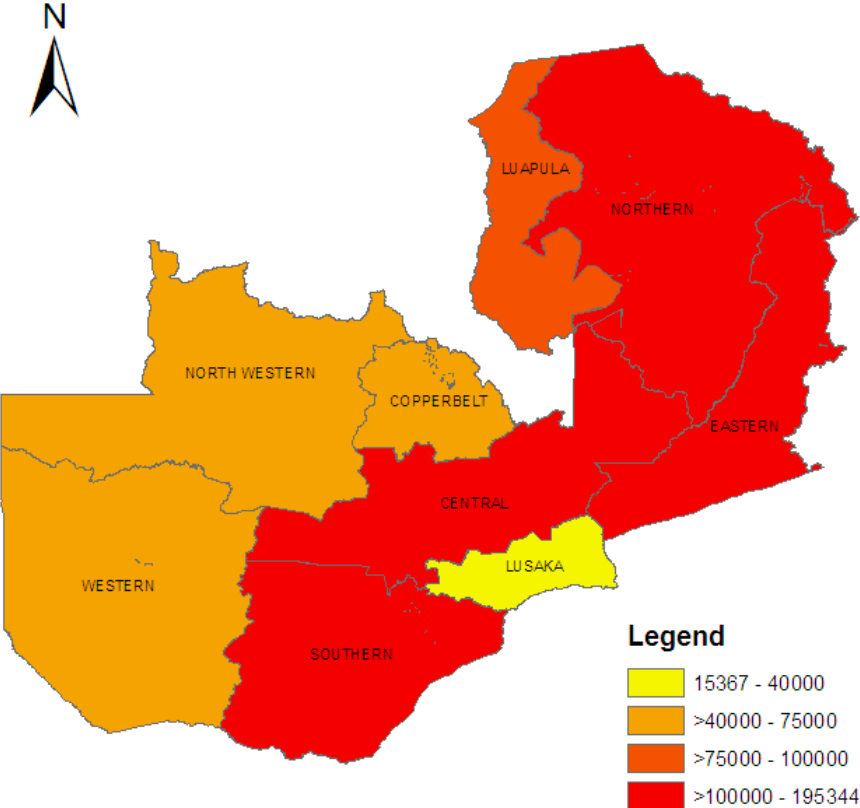 N
LUAPULA
NORTHERN
NORTH WESTERN
COPPERBELT
EASTERN
CENTRAL
LUSAKA
WESTERN
SOUTHERN
Legend
15367 - 40000
>40000 - 75000
>75000 - 100000
>100000 - 195344